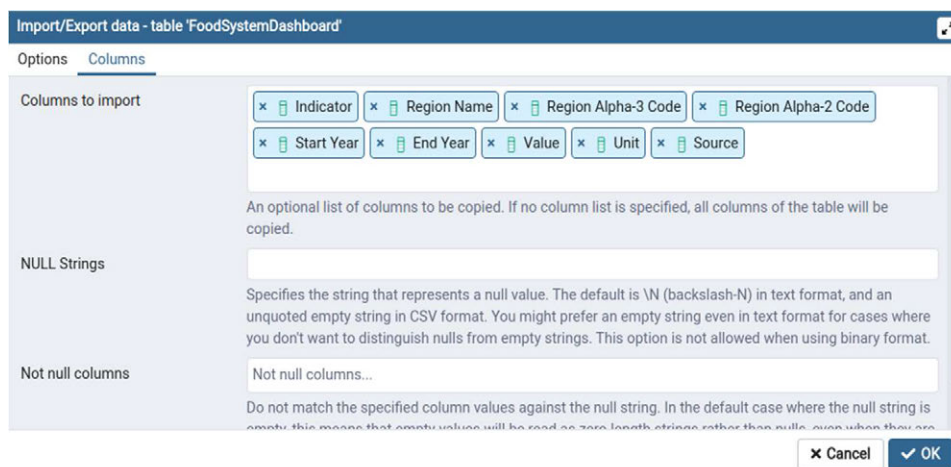 Import/Export data - table 'FoodSystemDashboard'
Options Columns
Columns to import
× Indicator × Region Name × Region Alpha-3 Code × Region Alpha-2 Code
× Start Year × End Year × Value × Unit × Source
An optional list of columns to be copied. If no column list is specified, all columns of the table will be
copied.
NULL Strings
Specifies the string that represents a null value. The default is \N (backslash-N) in text format, and an
unquoted empty string in CSV format. You might prefer an empty string even in text format for cases where
you don't want to distinguish nulls from empty strings. This option is not allowed when using binary format.
Not null columns Not null columns...
Do not match the specified column values against the null string. In the default case where the null string is
empty, this means that empty values will be read as zero-length strings rather than nulls, even when they are
× Cancel ✓ OK